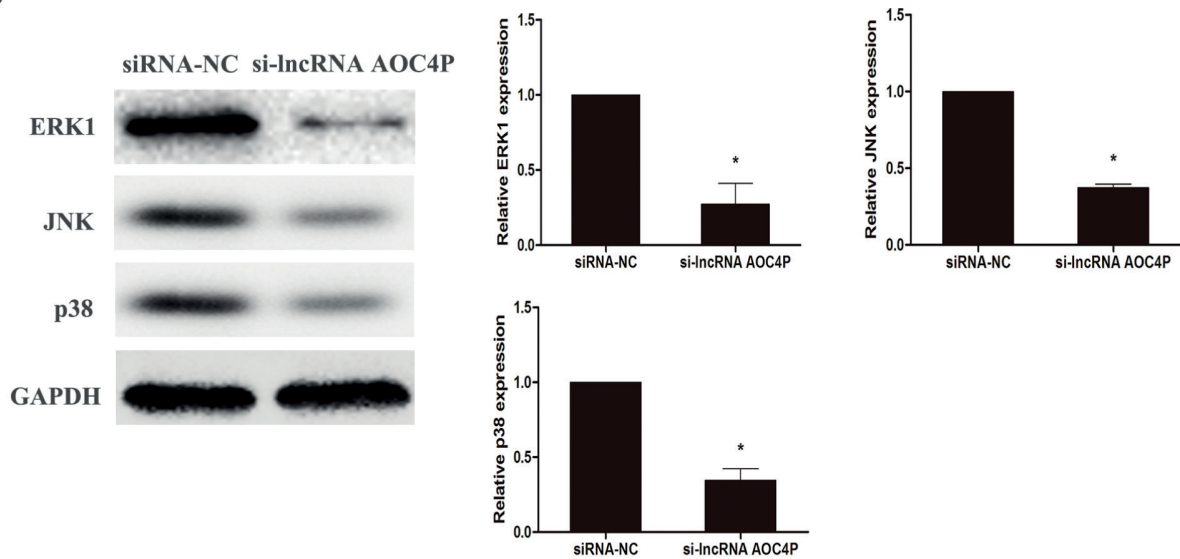 siRNA-NC si-lncRNA AOC4P
ERK1
JNK
p38
GAPDH
Relative ERK1 expression
1.5
1.0
0.5
0.0
siRNA-NC si-lncRNA AOC4P
*
Relative JNK expression
1.5
1.0
0.5
0.0
siRNA-NC si-lncRNA AOC4P
*
Relative p38 expression
1.5
1.0
0.5
0.0
siRNA-NC si-lncRNA AOC4P
*